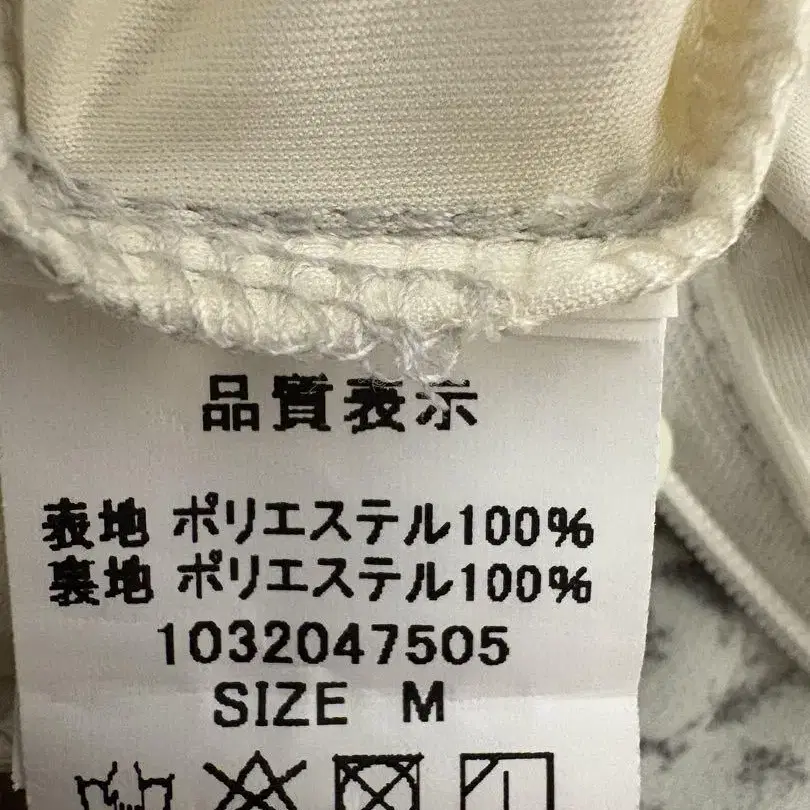 品質表示
表地 ポリエステル100%
裏地 ポリエステル100%
1032047505
SIZE M